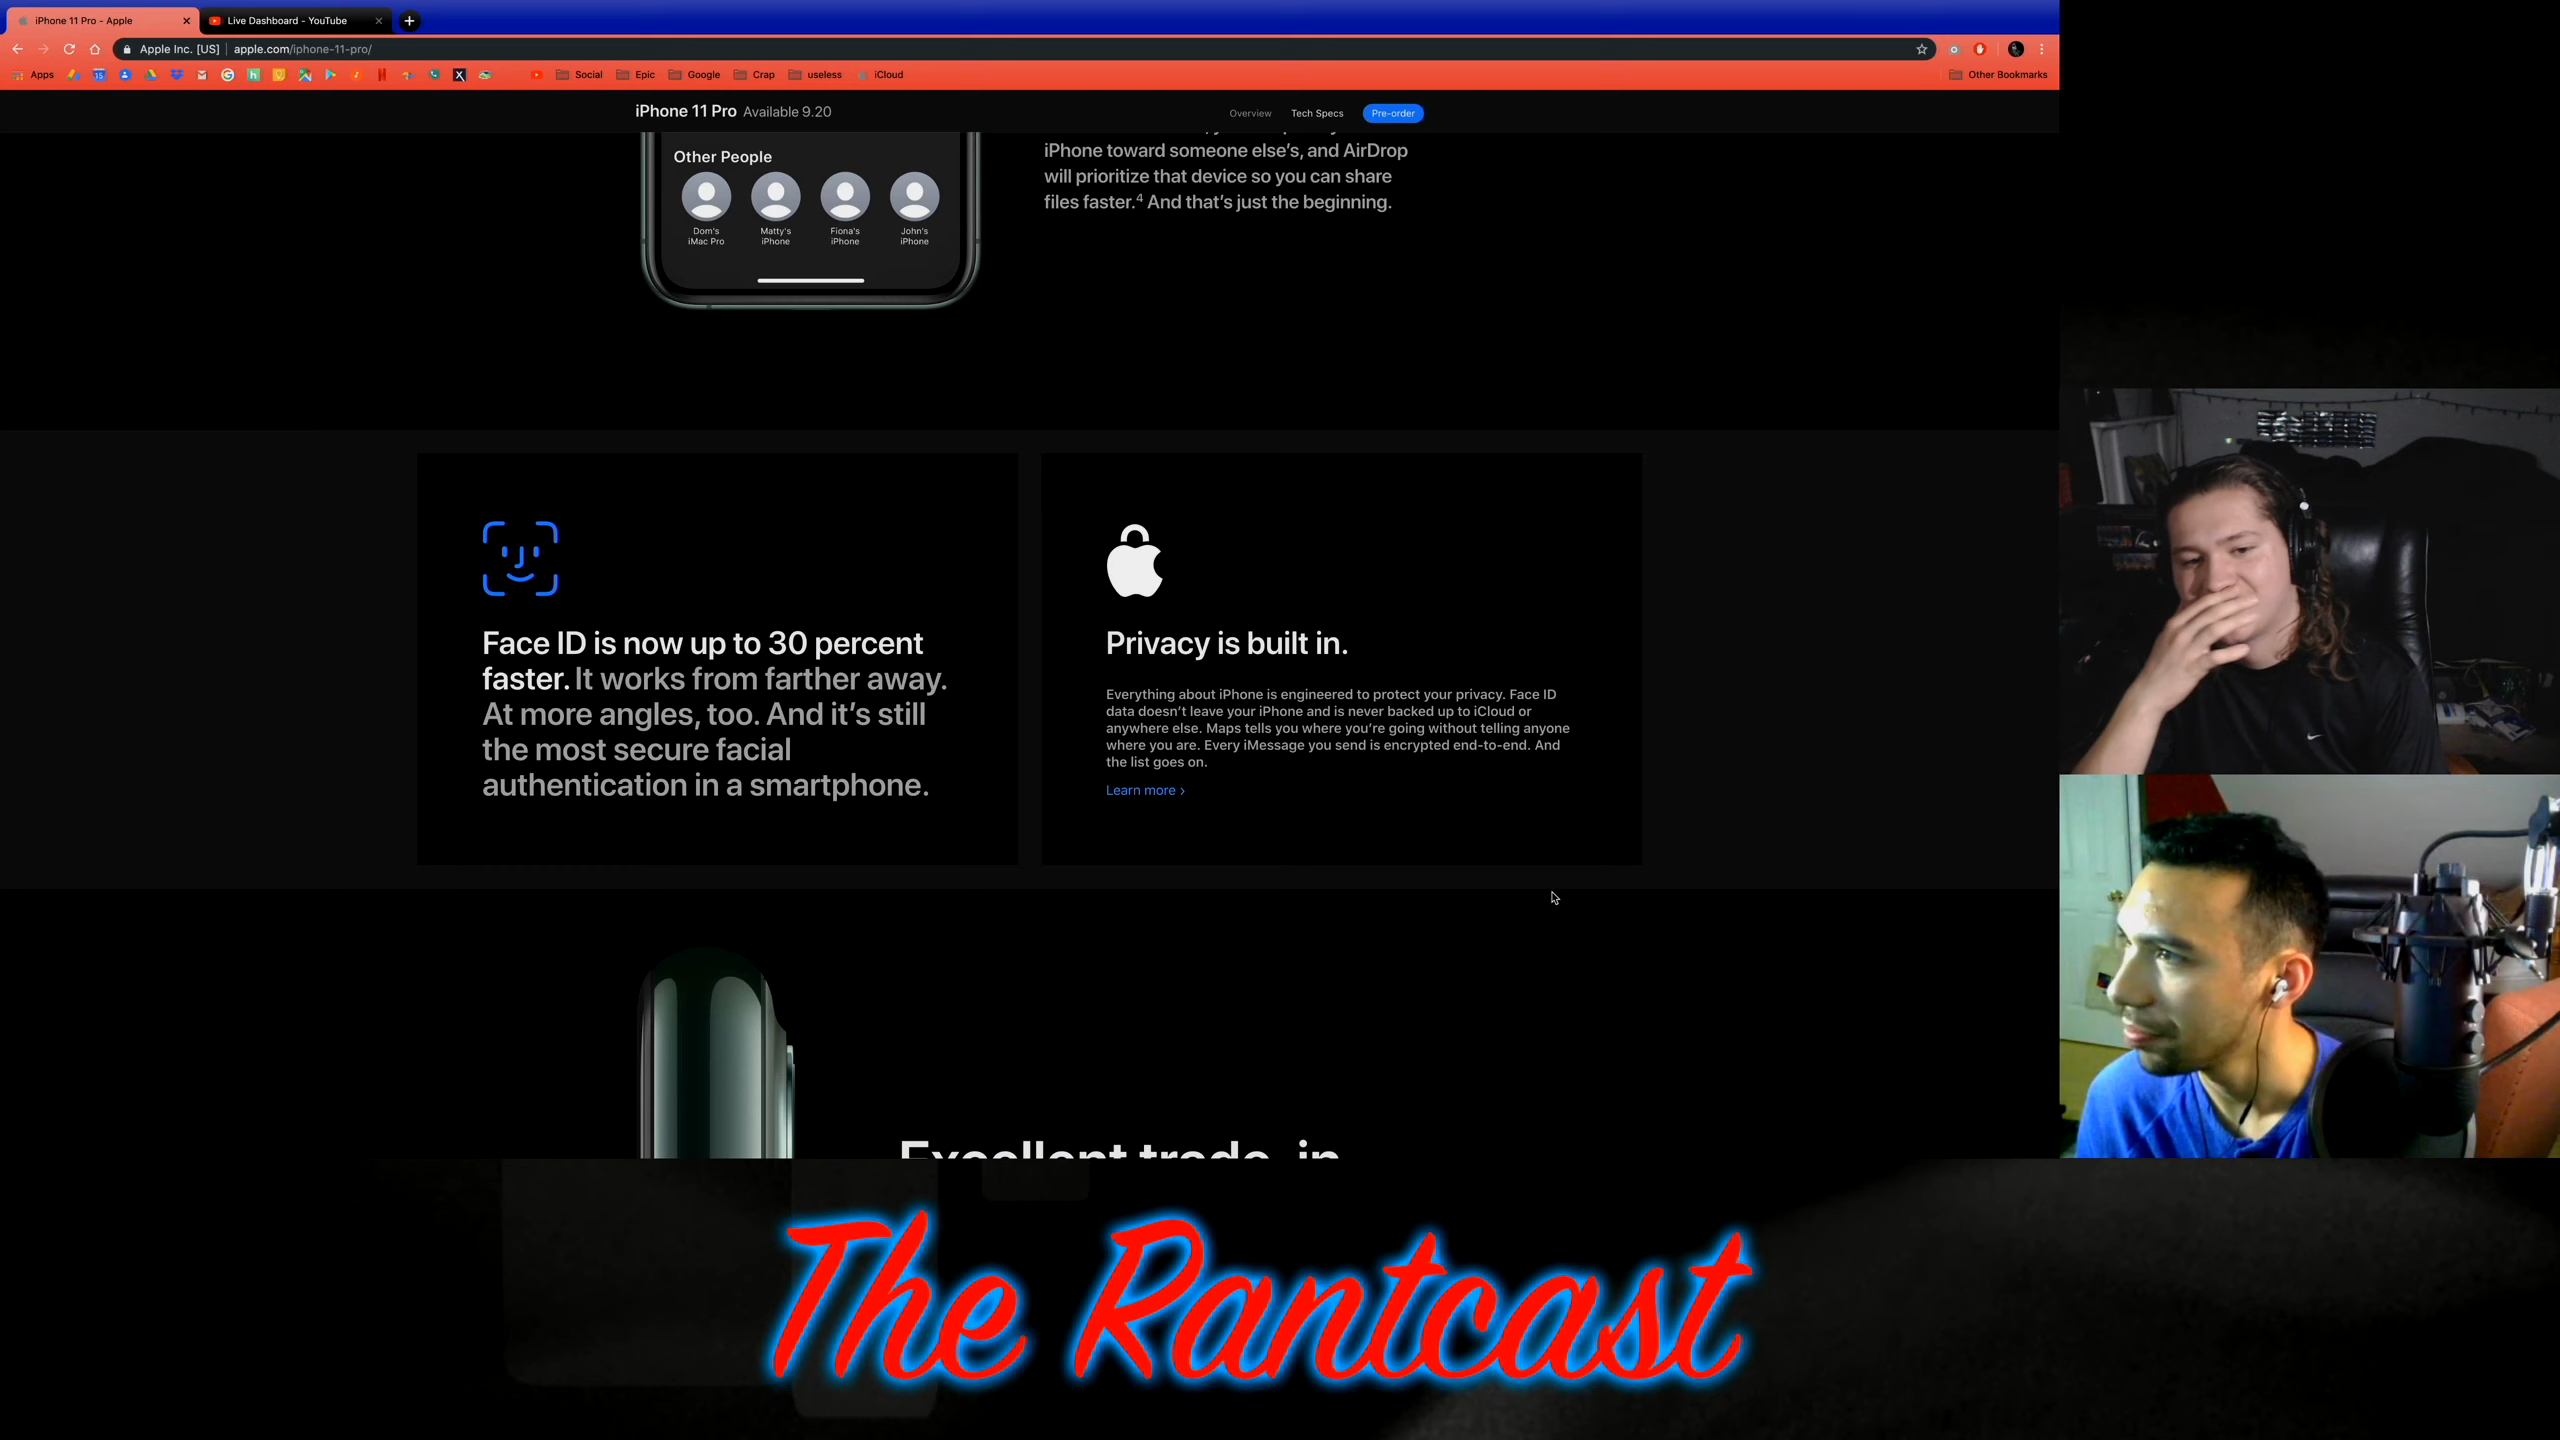 iPhone 11 Pro - Apple
Live Dashboard - YouTube
Apple Inc. [US] | apple.com/iphone-11-pro/
Apps
15
Social
Epic
Google
Crap
useless
iCloud
Other Bookmarks
iPhone 11 Pro Available 9.20
Overview
Tech Specs
Pre-order
Other People
Dom's
iMac Pro
Matty's
iPhone
Fiona's
iPhone
John's
iPhone
iPhone toward someone else's, and AirDrop
will prioritize that device so you can share
files faster.4 And that's just the beginning.
Face ID is now up to 30 percent
faster. It works from farther away.
At more angles, too. And it's still
the most secure facial
authentication in a smartphone.
Privacy is built in.
Everything about iPhone is engineered to protect your privacy. Face ID
data doesn't leave your iPhone and is never backed up to iCloud or
anywhere else. Maps tells you where you're going without telling anyone
where you are. Every iMessage you send is encrypted end-to-end. And
the list goes on.
Learn more ›
Excellent trade-in
The Rantcast